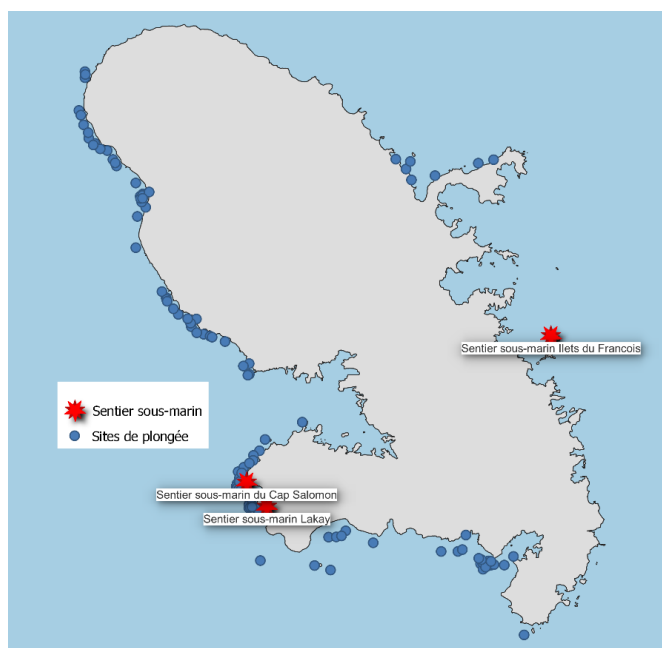 Sentier sous-marin Ilets du Francois
Sentier sous-marin
Sites de plongée
Sentier sous-marin du Cap Salomon
Sentier sous-marin Lakay